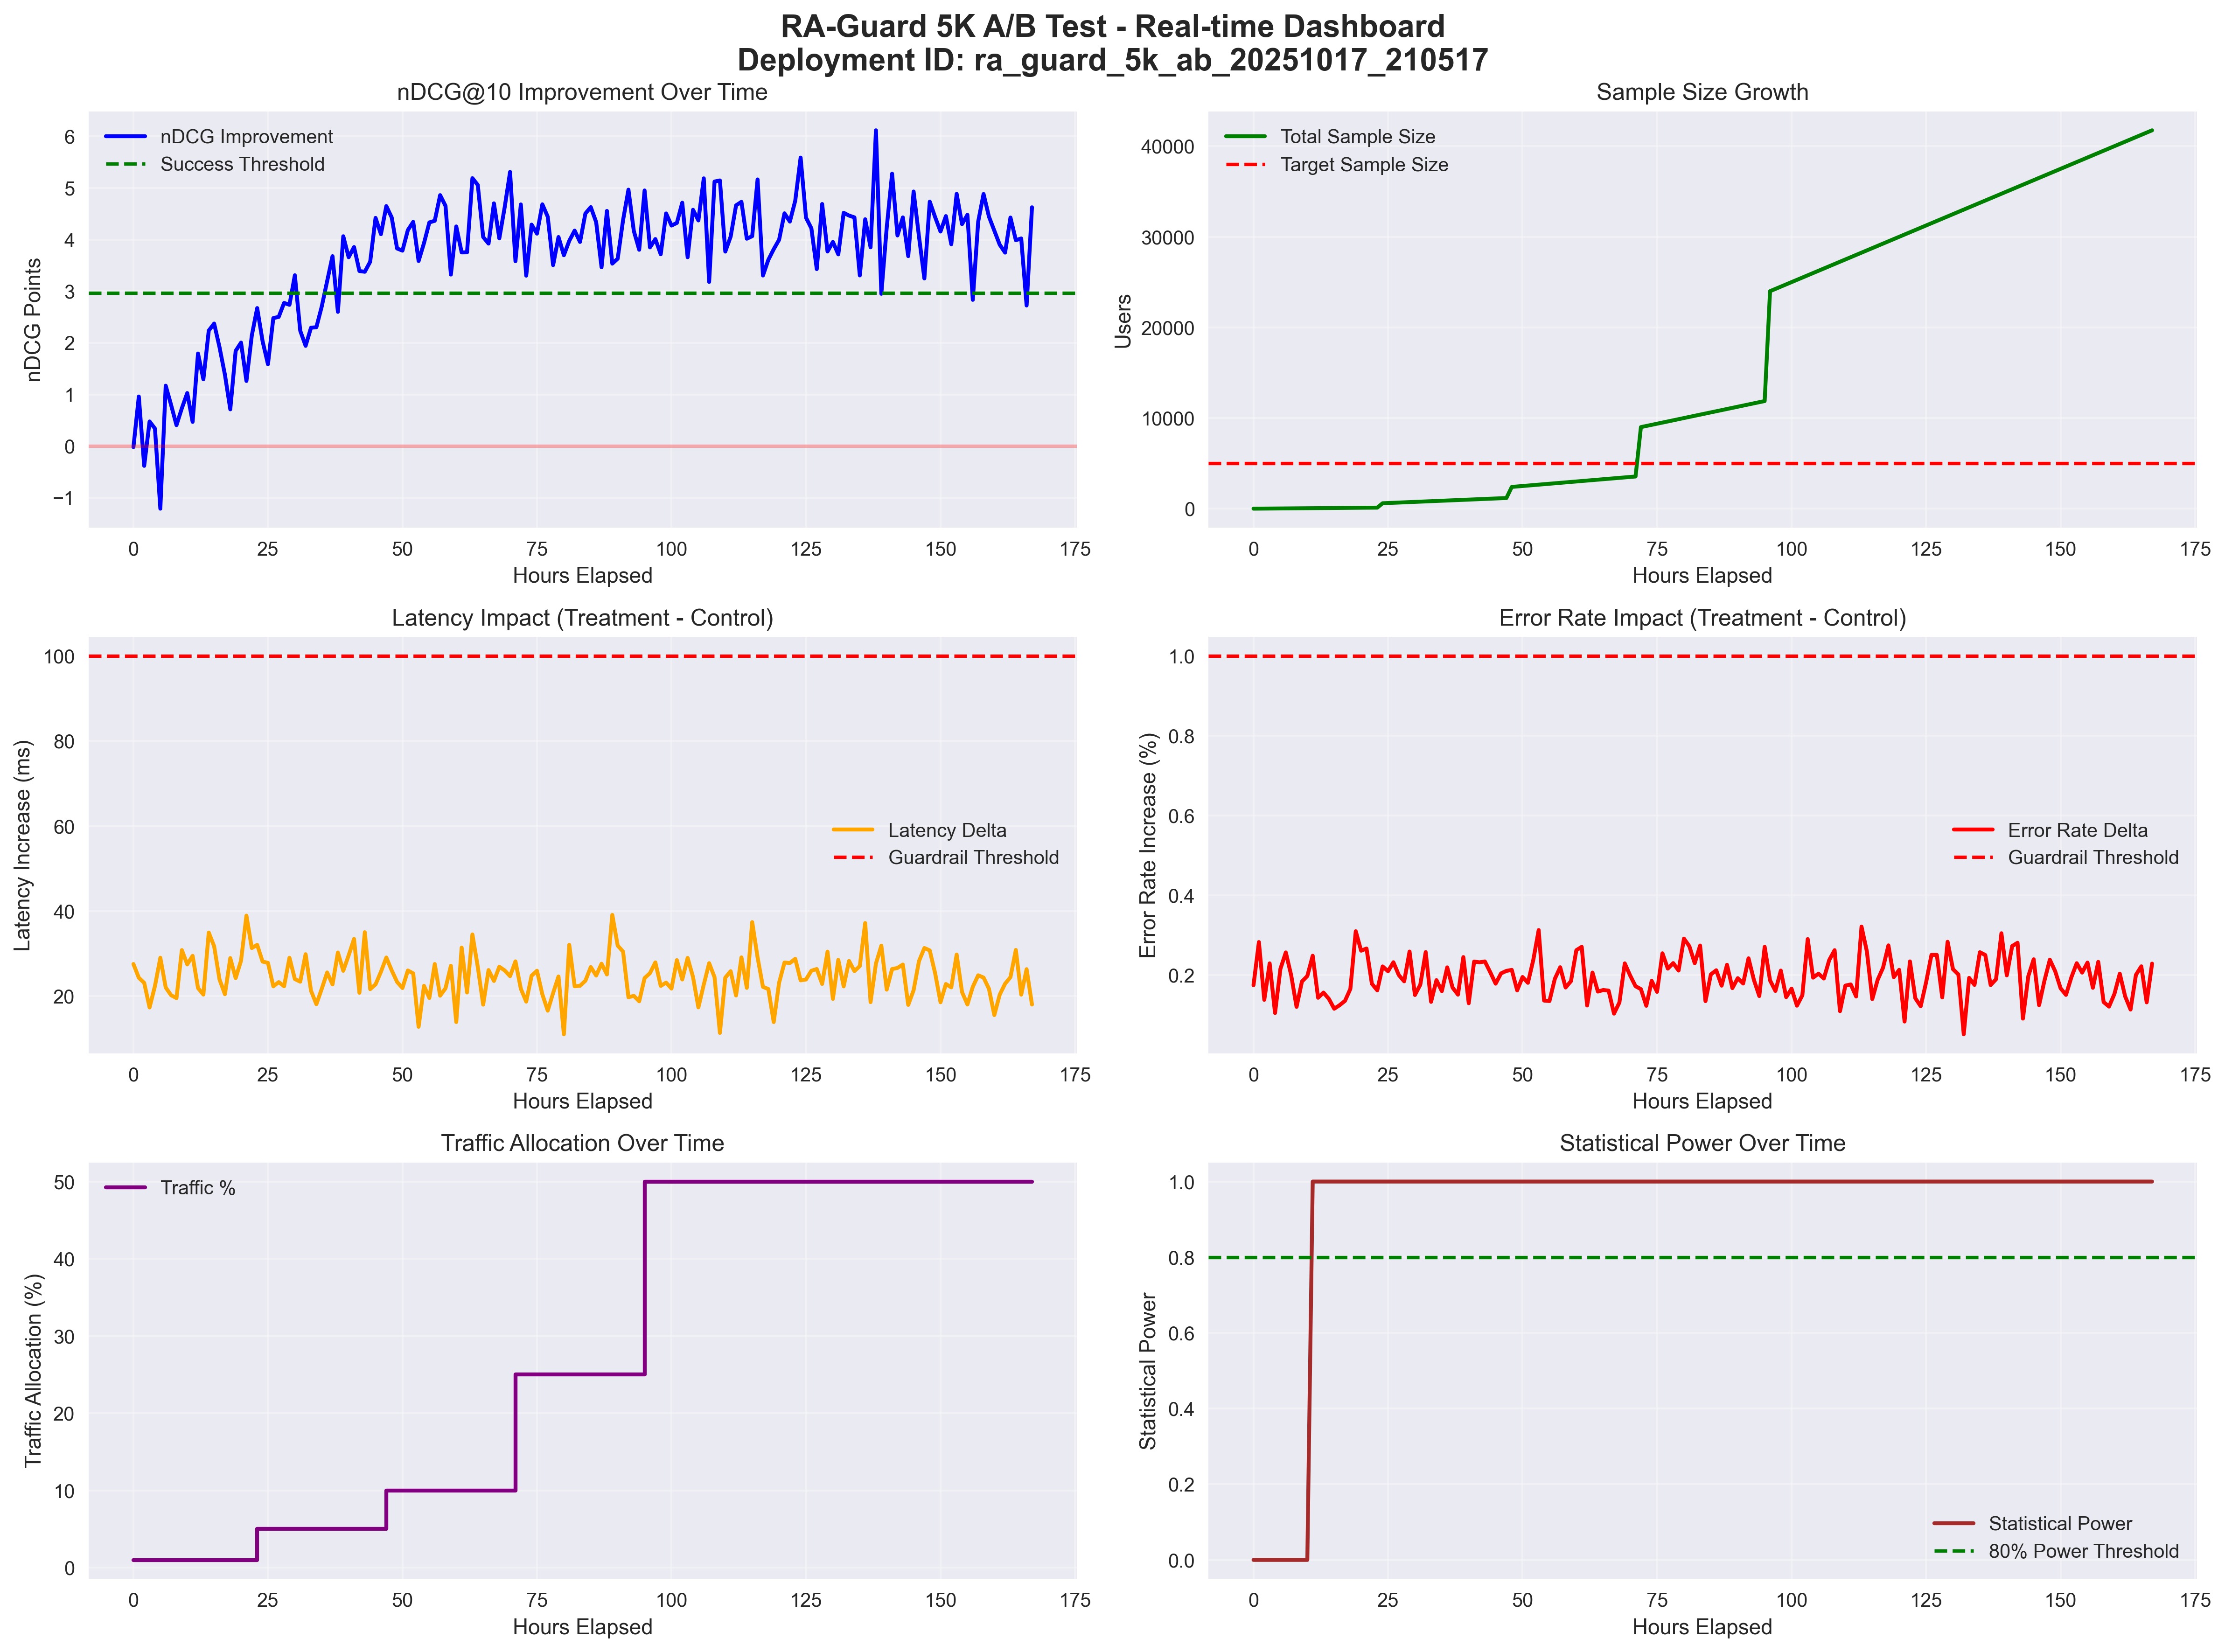 RA-Guard 5K A/B Test - Real-time Dashboard
Deployment ID: ra_guard_5k_ab_20251017_210517
nDCG@10 Improvement Over Time
nDCG Improvement
Success Threshold
nDCG Points
6
5
4
3
2
1
0
−1
0 25 50 75 100 125 150 175
Hours Elapsed
Sample Size Growth
Total Sample Size
Target Sample Size
Users
40000
30000
20000
10000
0
0 25 50 75 100 125 150 175
Hours Elapsed
Latency Impact (Treatment - Control)
Latency Increase (ms)
100
80
60
40
20
Latency Delta
Guardrail Threshold
0 25 50 75 100 125 150 175
Hours Elapsed
Error Rate Impact (Treatment - Control)
Error Rate Increase (%)
1.0
0.8
0.6
0.4
0.2
Error Rate Delta
Guardrail Threshold
0 25 50 75 100 125 150 175
Hours Elapsed
Traffic Allocation Over Time
Traffic %
Traffic Allocation (%)
50
40
30
20
10
0
0 25 50 75 100 125 150 175
Hours Elapsed
Statistical Power Over Time
Statistical Power
1.0
0.8
0.6
0.4
0.2
0.0
Statistical Power
80% Power Threshold
0 25 50 75 100 125 150 175
Hours Elapsed